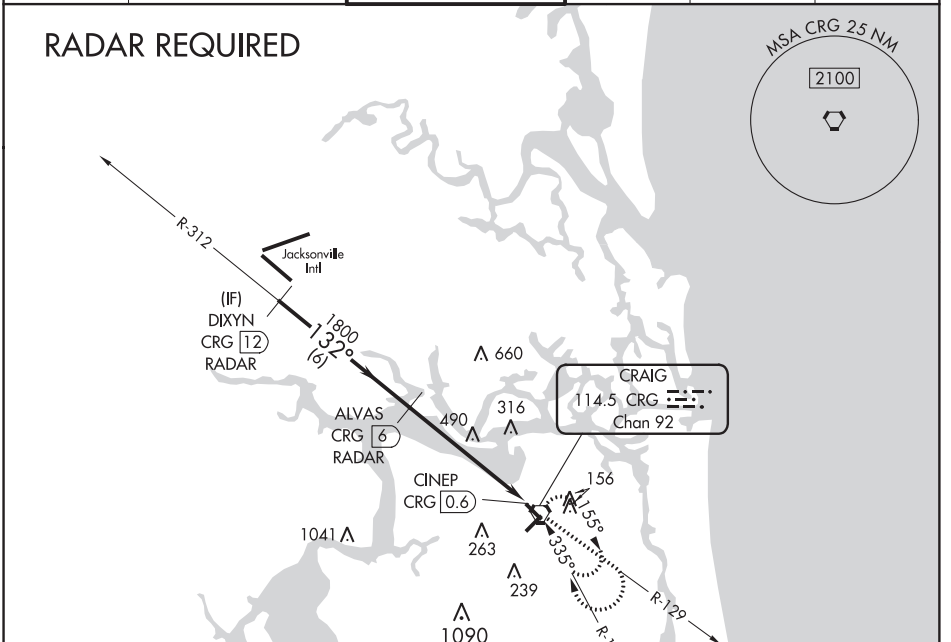 RADAR REQUIRED
MSA CRG 25 NM
2100
R-312
Jacksonville
Intl
(IF)
DIXYN
CRG 12
RADAR
1800
132°
(6)
660
CRAIG
114.5 CRG
Chan 92
ALVAS
CRG 6
RADAR
490
316
CINEP
CRG 0.6
156
155°
1041
263
335°
239
R-129
1090